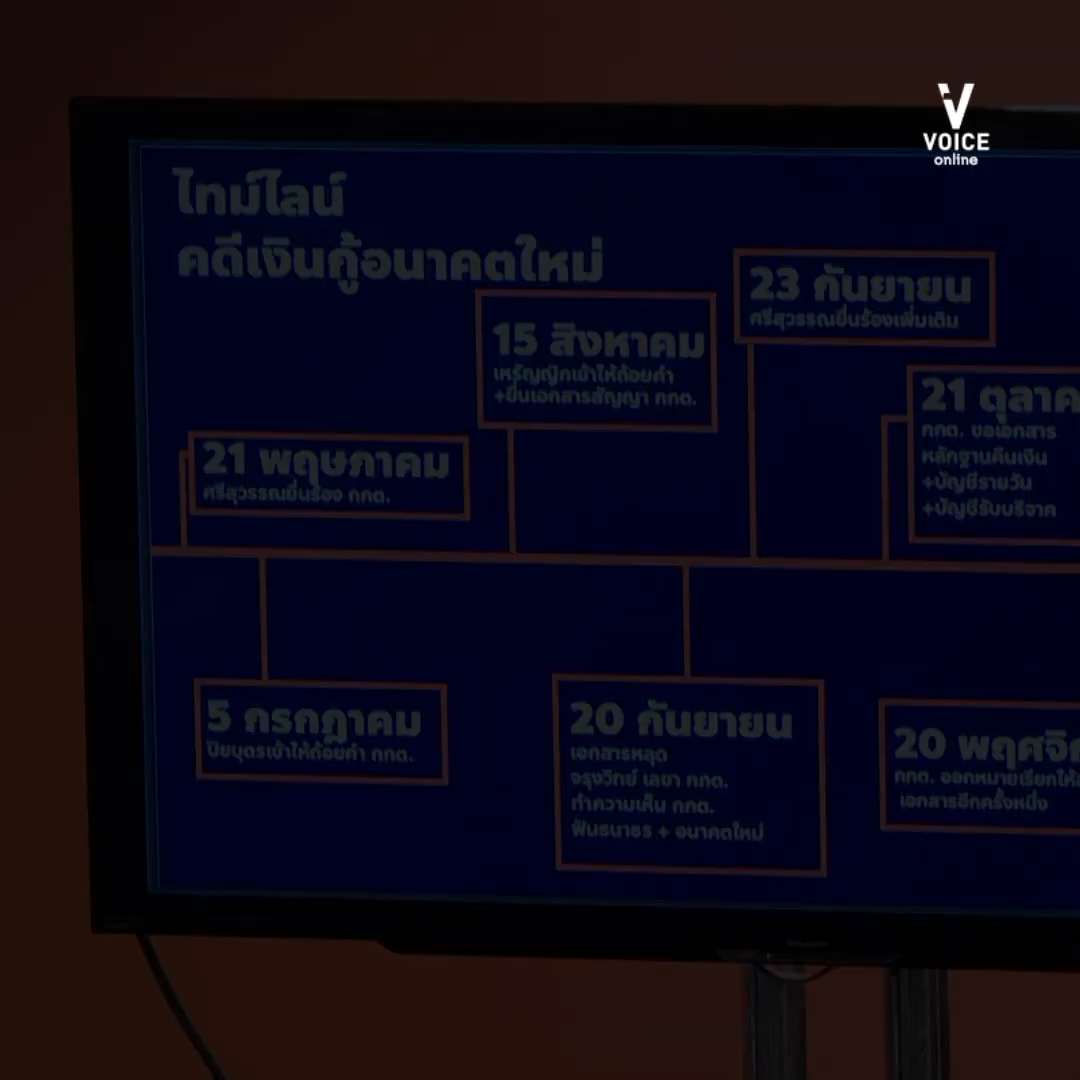 VOICE
online
ไทม์ไลน์
คดีเงินกู้อนาคตใหม่
21 พฤษภาคม
ศรีสุวรรณยื่นร้อง กกต.
5 กรกฎาคม
ปิยบุตรเข้าให้ถ้อยคำ กกต.
15 สิงหาคม
เหรัญญิกเข้าให้ถ้อยคำ
+ยื่นเอกสารสัญญา กกต.
20 กันยายน
เอกสารหลุด
จรุงวิทย์ เลขา กกต.
ทำความเห็น กกต.
ฟันธนาธร + อนาคตใหม่
23 กันยายน
ศรีสุวรรณยื่นร้องเพิ่มเติม
21 ตุลาค
กกต. ขอเอกสาร
หลักฐานคืนเงิน
+บัญชีรายวัน
+บัญชีรับบริจาค
20 พฤศจิก
กกต. ออกหมายเรียกให้
เอกสารอีกครั้งหนึ่ง